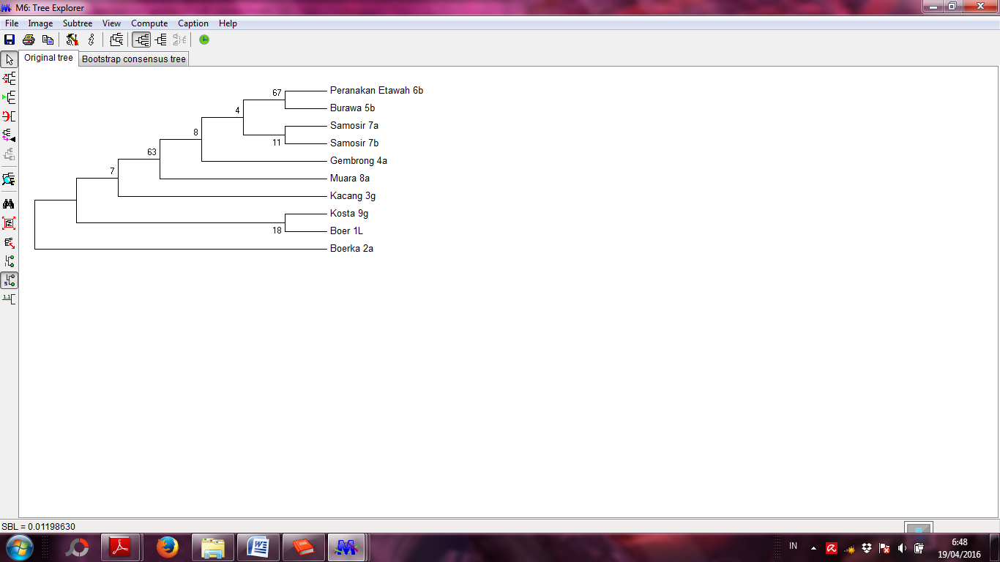 M6: Tree Explorer
File Image Subtree View Compute Caption Help
Original tree Bootstrap consensus tree
67 Peranakan Etawah 6b
Burawa 5b
4
Samosir 7a
11 Samosir 7b
8
Gembrong 4a
63
Muara 8a
7
Kacang 3g
Kosta 9g
18 Boer 1L
Boerka 2a
SBL = 0.01198630
IN
6:48
19/04/2016